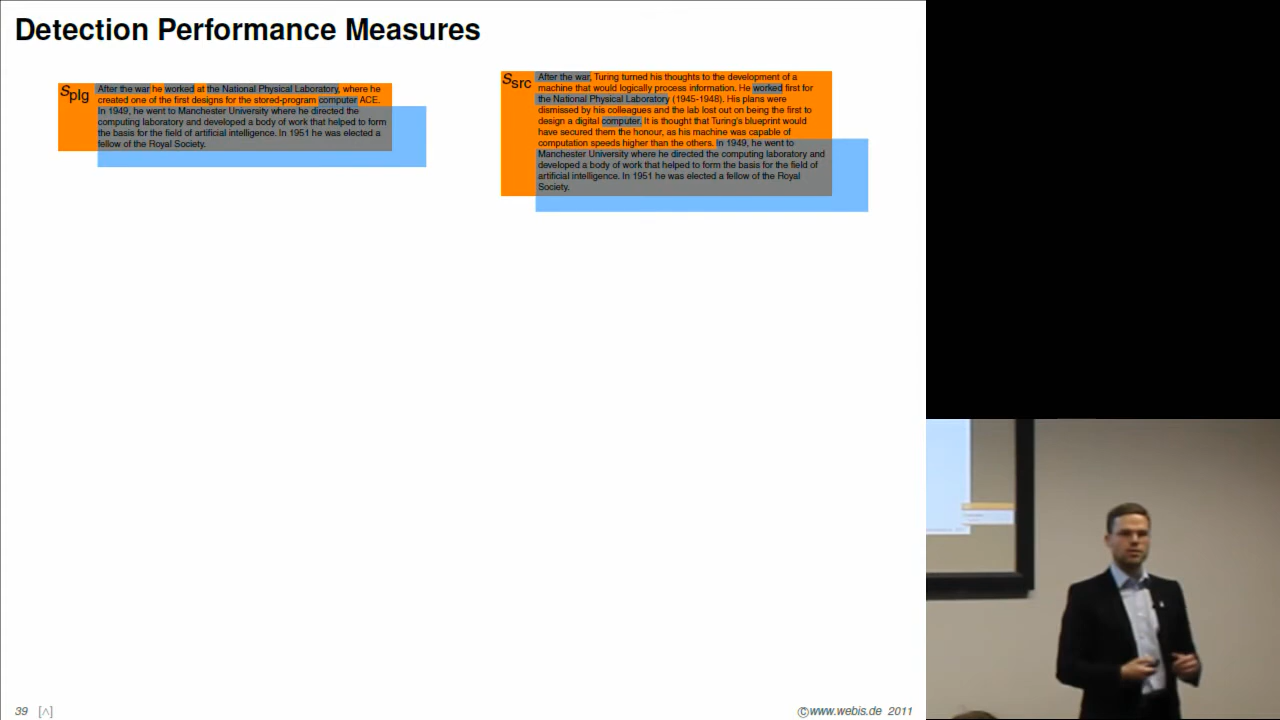 Detection Performance Measures
Splg
After the war he worked at the National Physical Laboratory, where he
created one of the first designs for the stored-program computer ACE.
In 1949, he went to Manchester University where he directed the
computing laboratory and developed a body of work that helped to form
the basis for the field of artificial intelligence. In 1951 he was elected a
fellow of the Royal Society.
Ssrc
After the war, Turing turned his thoughts to the development of a
machine that would logically process information. He worked first for
the National Physical Laboratory (1945-1948). His plans were
dismissed by his colleagues and the lab lost out on being the first to
design a digital computer. It is thought that Turing's blueprint would
have secured them the honour, as his machine was capable of
computation speeds higher than the others. In 1949, he went to
Manchester University where he directed the computing laboratory and
developed a body of work that helped to form the basis for the field of
artificial intelligence. In 1951 he was elected a fellow of the Royal
Society.
39 [∧]
©www.webis.de 2011